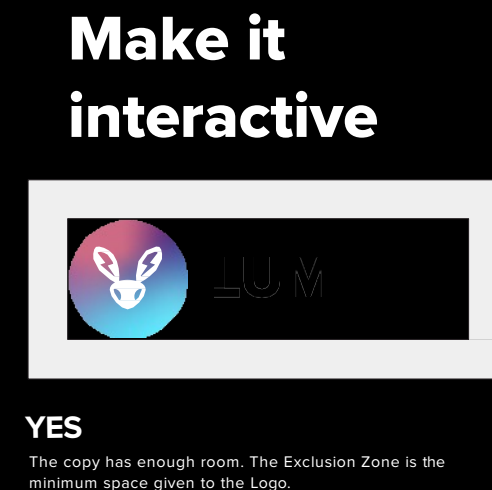 Make it
interactive
LUM
YES
The copy has enough room. The Exclusion Zone is the
minimum space given to the Logo.